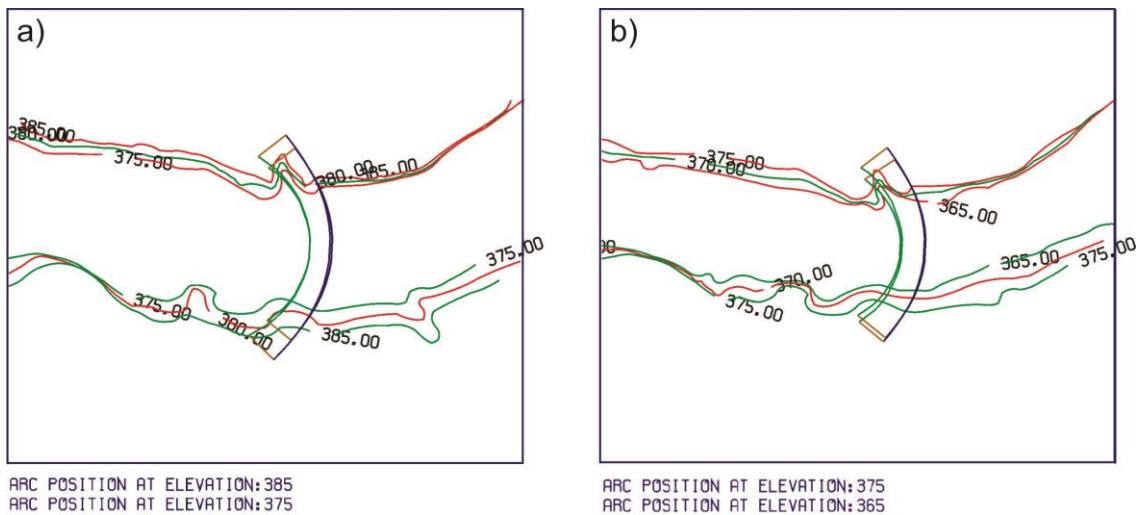 a)
385.00
380.00
375.00
380.00
385.00
375.00
375.00
380.00
385.00
ARC POSITION AT ELEVATION:385
ARC POSITION AT ELEVATION:375
b)
375.00
370.00
365.00
370.00
375.00
365.00
375.00
ARC POSITION AT ELEVATION:375
ARC POSITION AT ELEVATION:365